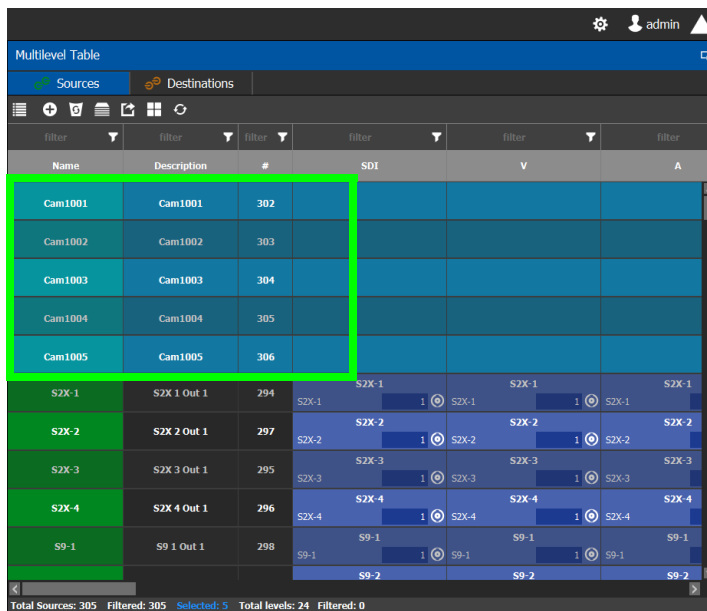 admin
Multilevel Table
Sources Destinations
filter filter filter filter filter filter
Name Description # SDI V A
Cam1001 Cam1001 302
Cam1002 Cam1002 303
Cam1003 Cam1003 304
Cam1004 Cam1004 305
Cam1005 Cam1005 306
S2X-1 S2X 1 Out 1 294 S2X-1 S2X-1 1 S2X-1 S2X-1 1 S2X-1 S2X-1
S2X-2 S2X 2 Out 1 297 S2X-2 S2X-2 1 S2X-2 S2X-2 1 S2X-2 S2X-2
S2X-3 S2X 3 Out 1 295 S2X-3 S2X-3 1 S2X-3 S2X-3 1 S2X-3 S2X-3
S2X-4 S2X 4 Out 1 296 S2X-4 S2X-4 1 S2X-4 S2X-4 1 S2X-4 S2X-4
S9-1 S9 1 Out 1 298 S9-1 S9-1 1 S9-1 S9-1 1 S9-1 S9-1
S9-2 S9-2 S9-2
Total Sources: 305 Filtered: 305 Selected: 5 Total levels: 24 Filtered: 0